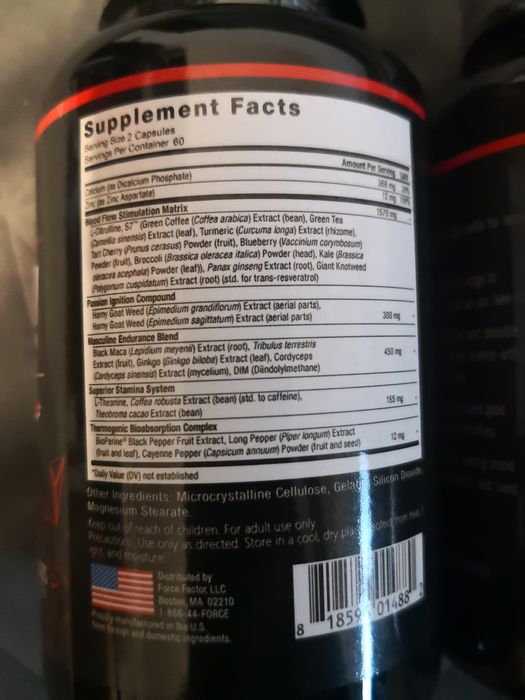 Supplement Facts
Serving Size 2 Capsules
Servings Per Container 60
Amount Per Serving %DV
Calcium (as Dicalcium Phosphate) 368 mg
Zinc (as Zinc Aspartate) 12 mg
Blood Flow Stimulation Matrix 1570 mg
L-Citrulline, S7™ (Green Coffee (Coffea arabica) Extract (bean), Green Tea
(Camellia sinensis) Extract (leaf), Turmeric (Curcuma longa) Extract (rhizome),
Tart Cherry (Prunus cerasus) Powder (fruit), Blueberry (Vaccinium corymbosum)
Powder (fruit), Broccoli (Brassica oleracea italica) Powder (head), Kale (Brassica
oleracea acephala) Powder (leaf)), Panax ginseng Extract (root), Giant Knotweed
(Polygonum cuspidatum) Extract (root) (std. for trans-resveratrol)
Passion Ignition Compound
Horny Goat Weed (Epimedium grandiflorum) Extract (aerial parts), 300 mg
Horny Goat Weed (Epimedium sagittatum) Extract (aerial parts)
Masculine Endurance Blend
Black Maca (Lepidium meyenii) Extract (root), Tribulus terrestris 450 mg
Extract (fruit), Ginkgo (Ginkgo biloba) Extract (leaf), Cordyceps
(Cordyceps sinensis) Extract (mycelium), DIM (Diindolylmethane)
Superior Stamina System
L-Theanine, Coffea robusta Extract (bean) (std. to caffeine), 155 mg
Theobroma cacao Extract (bean)
Thermogenic Bioabsorption Complex
BioPerine® Black Pepper Fruit Extract, Long Pepper (Piper longum) Extract 12 mg
(fruit and leaf), Cayenne Pepper (Capsicum annuum) Powder (fruit and seed)
*Daily Value (DV) not established
Other Ingredients: Microcrystalline Cellulose, Gelatin, Silicon Dioxide,
Magnesium Stearate.
Keep out of reach of children. For adult use only
Precautions: Use only as directed. Store in a cool, dry place. Protect from heat,
light, and moisture.
Distributed by
Force Factor, LLC
Boston, MA 02210
1-866-44-FORCE
Proudly manufactured in the U.S.
from foreign and domestic ingredients.
8 1859 01488 2